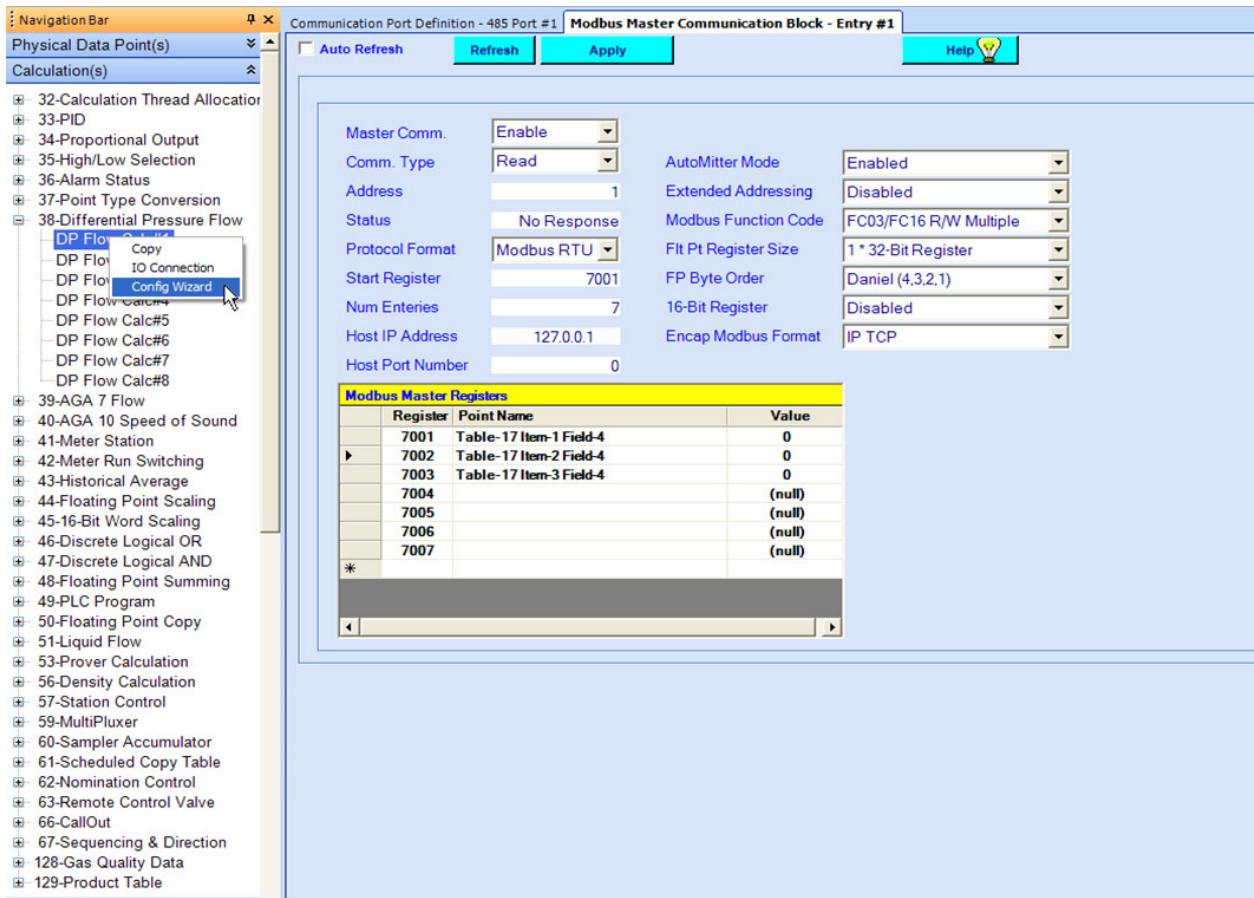 Navigation Bar
Physical Data Point(s)
Calculation(s)
32-Calculation Thread Allocation
33-PID
34-Proportional Output
35-High/Low Selection
36-Alarm Status
37-Point Type Conversion
38-Differential Pressure Flow
DP Flow Calc#1
DP Flow
DP Flow
DP Flow Calc#4
DP Flow Calc#5
DP Flow Calc#6
DP Flow Calc#7
DP Flow Calc#8
Copy
IO Connection
Config Wizard
39-AGA 7 Flow
40-AGA 10 Speed of Sound
41-Meter Station
42-Meter Run Switching
43-Historical Average
44-Floating Point Scaling
45-16-Bit Word Scaling
46-Discrete Logical OR
47-Discrete Logical AND
48-Floating Point Summing
49-PLC Program
50-Floating Point Copy
51-Liquid Flow
53-Prover Calculation
56-Density Calculation
57-Station Control
59-MultiPluxer
60-Sampler Accumulator
61-Scheduled Copy Table
62-Nomination Control
63-Remote Control Valve
66-CallOut
67-Sequencing & Direction
128-Gas Quality Data
129-Product Table
Communication Port Definition - 485 Port #1 Modbus Master Communication Block - Entry #1
Auto Refresh Refresh Apply Help
Master Comm. Enable
Comm. Type Read AutoMitter Mode Enabled
Address 1 Extended Addressing Disabled
Status No Response Modbus Function Code FC03/FC16 R/W Multiple
Protocol Format Modbus RTU Flt Pt Register Size 1 * 32-Bit Register
Start Register 7001 FP Byte Order Daniel (4,3,2,1)
Num Enteries 7 16-Bit Register Disabled
Host IP Address 127.0.0.1 Encap Modbus Format IP TCP
Host Port Number 0
Modbus Master Registers
Register Point Name Value
7001 Table-17 Item-1 Field-4 0
7002 Table-17 Item-2 Field-4 0
7003 Table-17 Item-3 Field-4 0
7004 (null)
7005 (null)
7006 (null)
7007 (null)